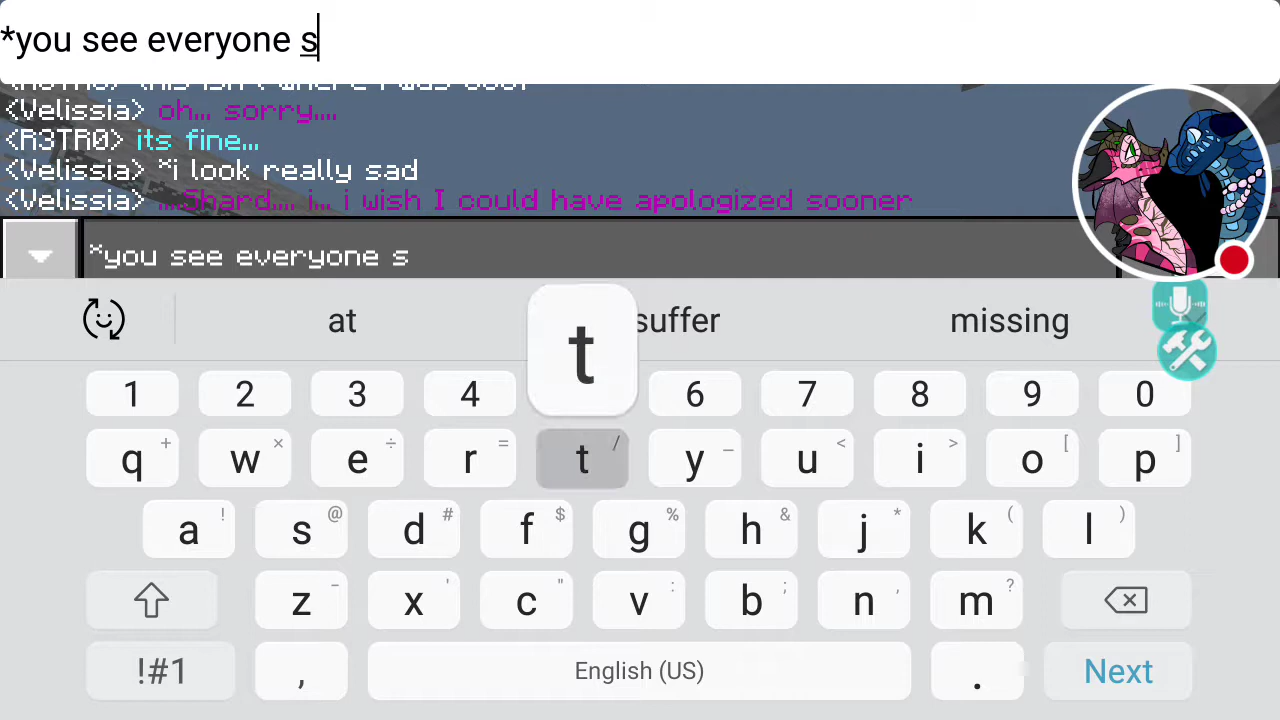 *you see everyone s
<Velissia> oh... sorry....
<R3TR0> its fine...
<Velissia> *i look really sad
<Velissia> ....Shard.... i... i wish I could have apologized sooner
*you see everyone s
at suffer missing
t
1 2 3 4 6 7 8 9 0
q + w × e ÷ r = t / y _ u < i > o [ p ]
a ! s @ d # f $ g % h & j * k ( l )
z - x ' c " v : b ; n , m ?
!#1 , English (US) . Next